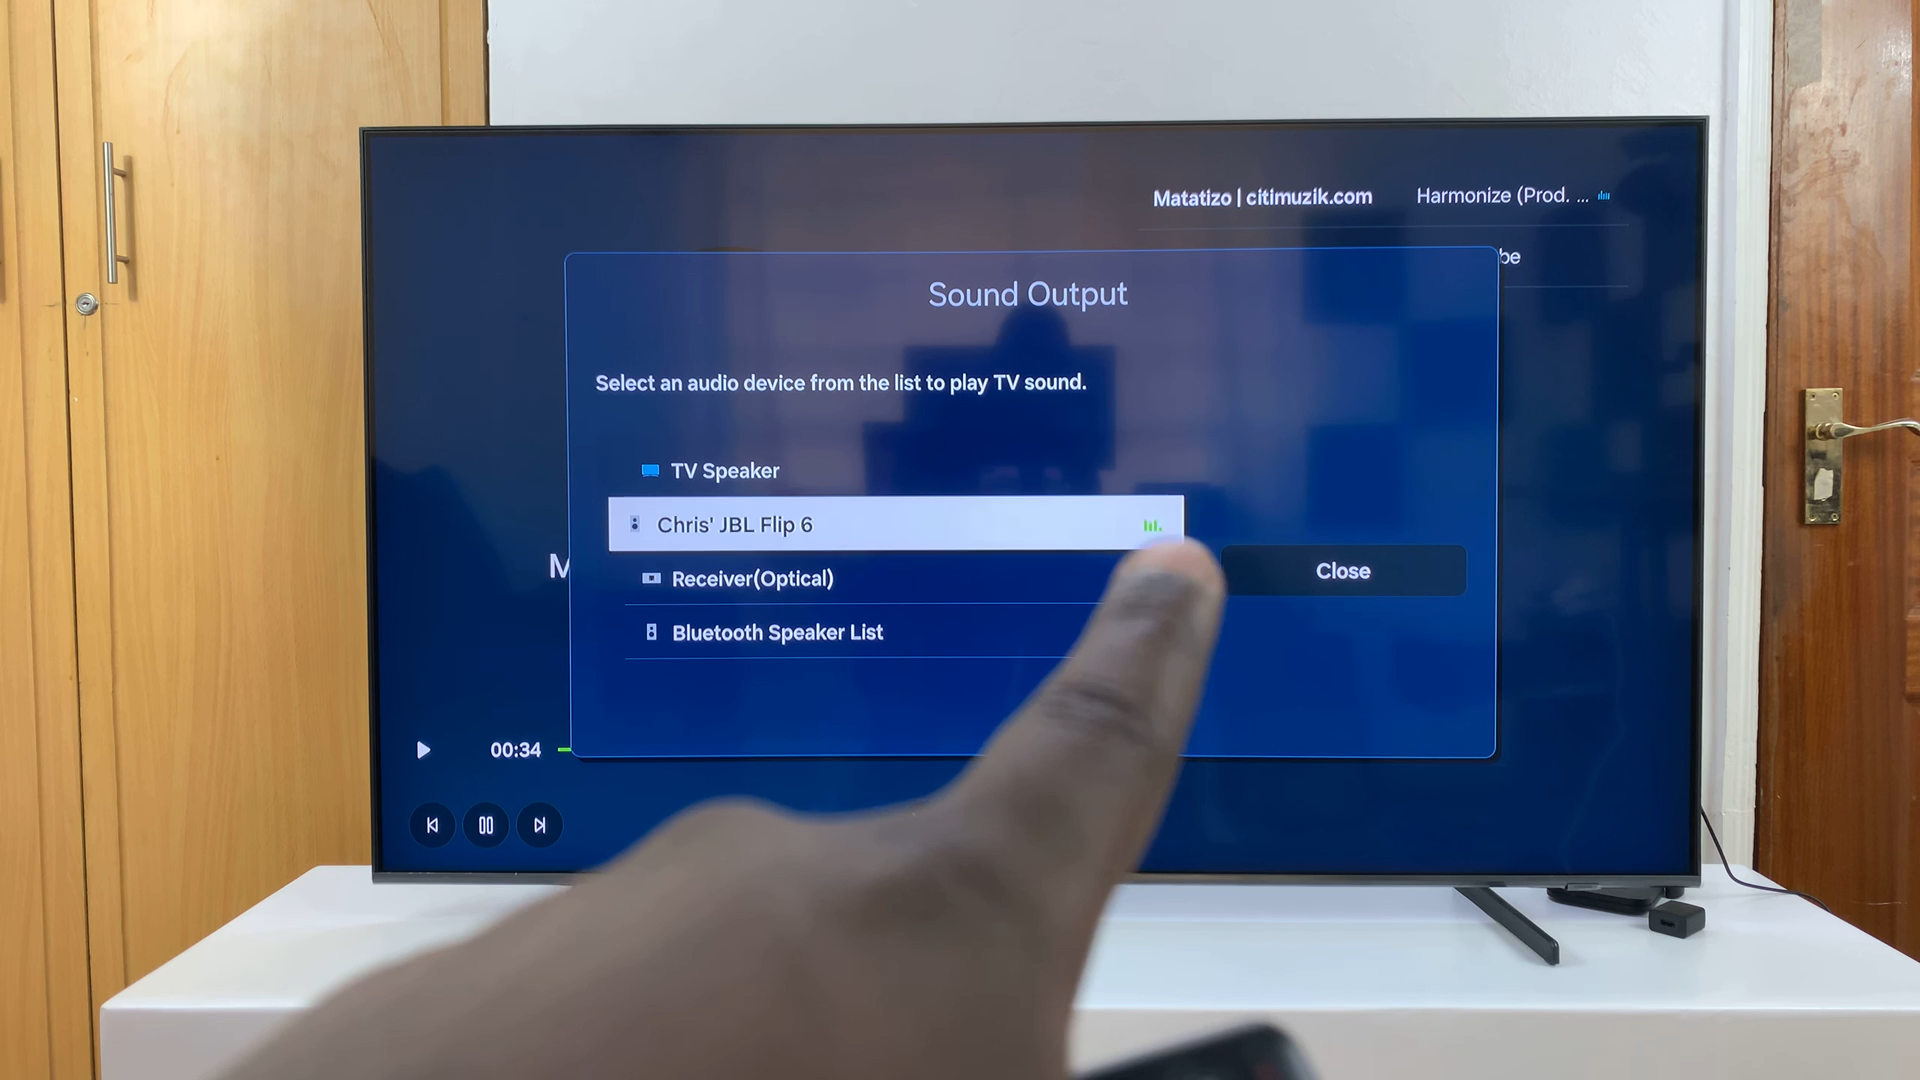 Matatizo | citimuzik.com
Harmonize (Prod. ...
be
Sound Output
Select an audio device from the list to play TV sound.
TV Speaker
Chris' JBL Flip 6
Receiver(Optical)
Bluetooth Speaker List
Close
M
00:34